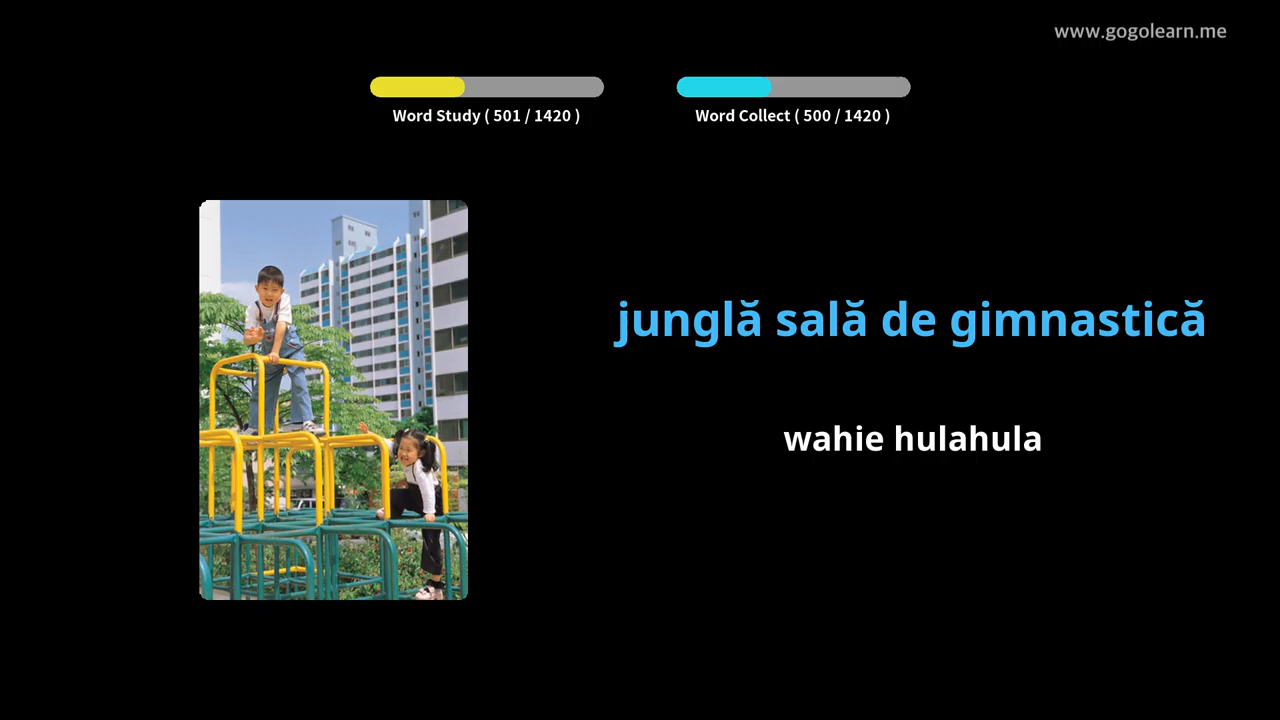 www.gogolearn.me
Word Study ( 501 / 1420 )
Word Collect ( 500 / 1420 )
junglă sală de gimnastică
wahie hulahula